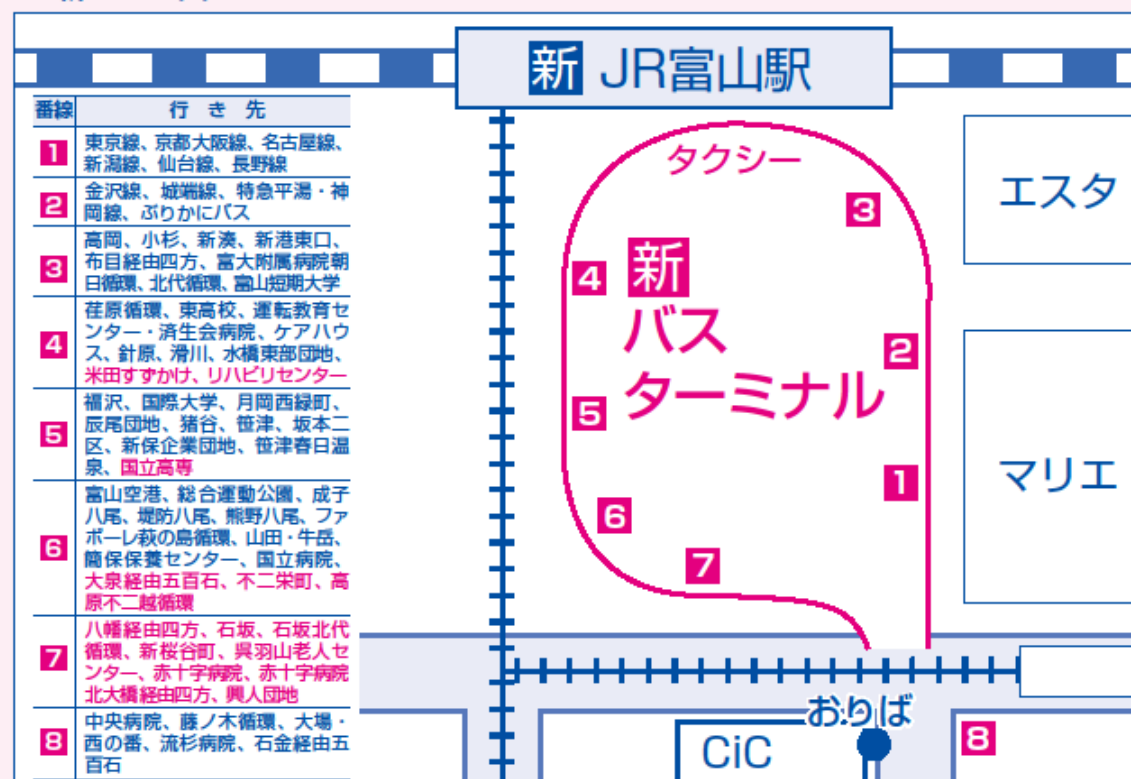 新 JR富山駅
番線 行き先
1 東京線、京都大阪線、名古屋線、
新潟線、仙台線、長野線
2 金沢線、城端線、特急平湯・神
岡線、ぶりかにバス
3 高岡、小杉、新湊、新港東口、
布目経由四方、富大附属病院朝
日循環、北代循環、富山短期大学
4 荏原循環、東高校、運転教育セ
ンター・済生会病院、ケアハウ
ス、針原、滑川、水橋東部団地、
米田すずかけ、リハビリセンター
5 福沢、国際大学、月岡西緑町、
辰尾団地、猪谷、笹津、坂本二
区、新保企業団地、笹津春日温
泉、国立高専
6 富山空港、総合運動公園、成子
八尾、堤防八尾、熊野八尾、ファ
ボーレ萩の島循環、山田・牛岳、
簡保保養センター、国立病院、
大泉経由五百石、不二栄町、高
原不二越循環
7 八幡経由四方、石坂、石坂北代
循環、新桜谷町、呉羽山老人セ
ンター、赤十字病院、赤十字病院
北大橋経由四方、興人団地
8 中央病院、藤ノ木循環、大場・
西の番、流杉病院、石金経由五
百石
タクシー
3
4
新
バス
ターミナル
2
5
1
6
7
エスタ
マリエ
おりば
CiC
8